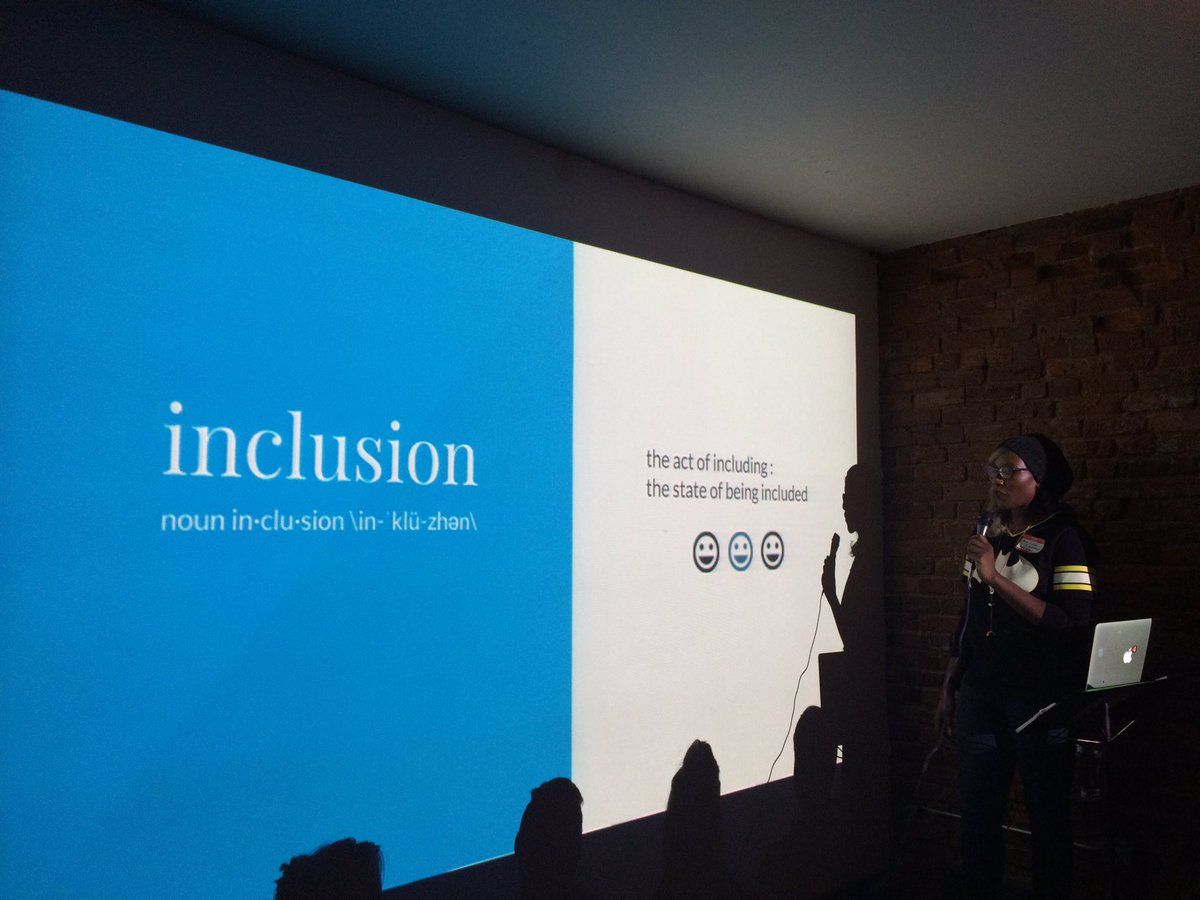 inclusion
noun in·clu·sion \in-ˈklü-zhən\
the act of including :
the state of being included